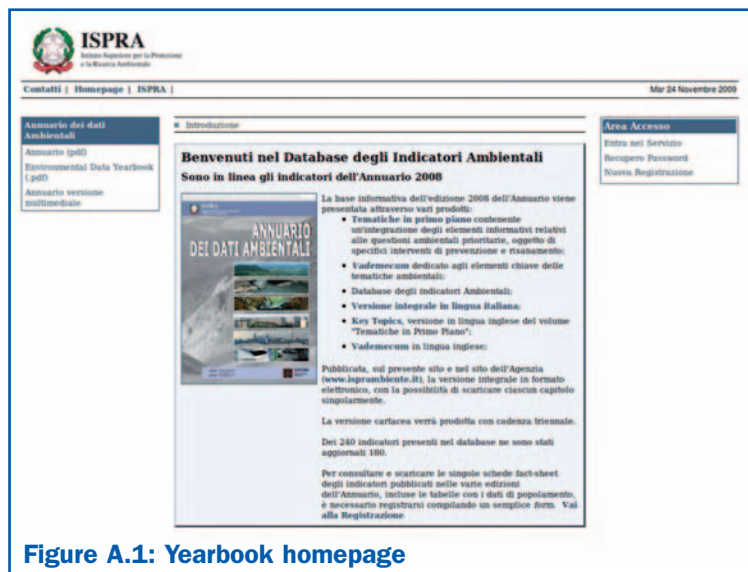 ISPRA
Istituto Superiore per la Protezione
e la Ricerca Ambientale
Contatti | Homepage | ISPRA |
Mar 24 Novembre 2009
Annuario dei dati
Ambientali
Annuario (pdf)
Environmental Data Yearbook
(.pdf)
Annuario versione
multimediale
Introduzione
Benvenuti nel Database degli Indicatori Ambientali
Sono in linea gli indicatori dell'Annuario 2008
ANNUARIO
DEI DATI AMBIENTALI
La base informativa dell'edizione 2008 dell'Annuario viene
presentata attraverso vari prodotti:
• Tematiche in primo piano contenente
un'integrazione degli elementi informativi relativi
alle questioni ambientali prioritarie, oggetto di
specifici interventi di prevenzione e risanamento;
• Vademecum dedicato agli elementi chiave delle
tematiche ambientali;
• Database degli indicatori Ambientali;
• Versione integrale in lingua italiana;
• Key Topics, versione in lingua inglese del volume
"Tematiche in Primo Piano";
• Vademecum in lingua inglese;
Pubblicata, sul presente sito e nel sito dell'Agenzia
(www.isprambiente.it), la versione integrale in formato
elettronico, con la possibilità di scaricare ciascun capitolo
singolarmente.
La versione cartacea verrà prodotta con cadenza triennale.
Dei 240 indicatori presenti nel database ne sono stati
aggiornati 180.
Per consultare e scaricare le singole schede fact-sheet
degli indicatori pubblicati nelle varie edizioni
dell'Annuario, incluse le tabelle con i dati di popolamento,
è necessario registrarsi compilando un semplice form. Vai
alla Registrazione
Area Accesso
Entra nel Servizio
Recupero Password
Nuova Registrazione
Figure A.1: Yearbook homepage